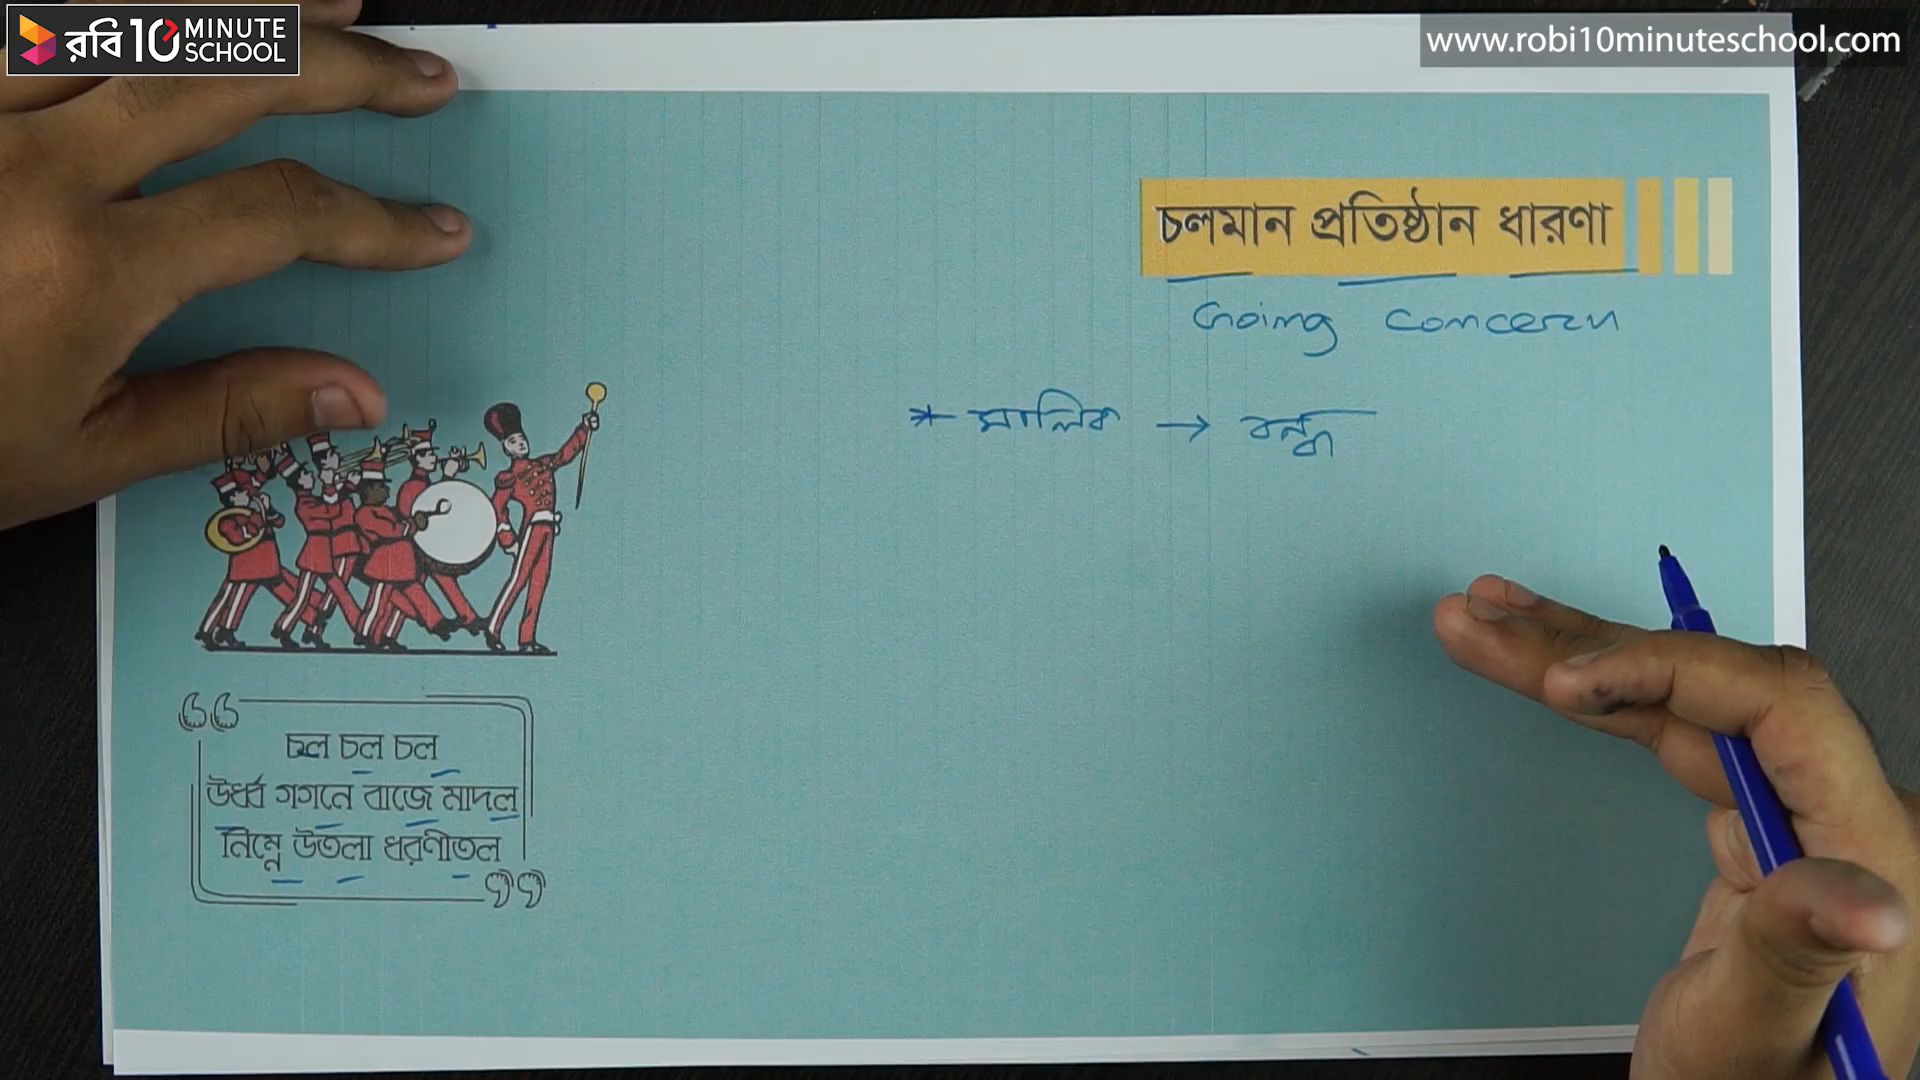 রবি 10 MINUTE SCHOOL
www.robi10minuteschool.com
চলমান প্রতিষ্ঠান ধারণা
Going Concern
* মালিক → বন্ধ
“
চল চল চল
উর্ধ্ব গগনে বাজে মাদল
নিম্নে উতলা ধরণীতল
”